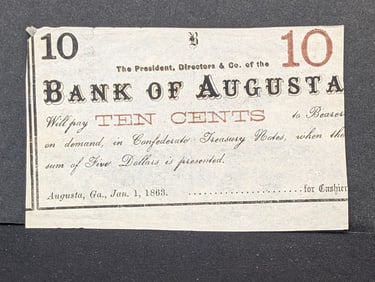 10 B 10
The President, Directors & Co. of the
BANK OF AUGUSTA
Will pay TEN CENTS to Bearer
on demand, in Confederate Treasury Notes, when the
sum of Five Dollars is presented.
Augusta, Ga., Jan. 1, 1863. ........................for Cashier